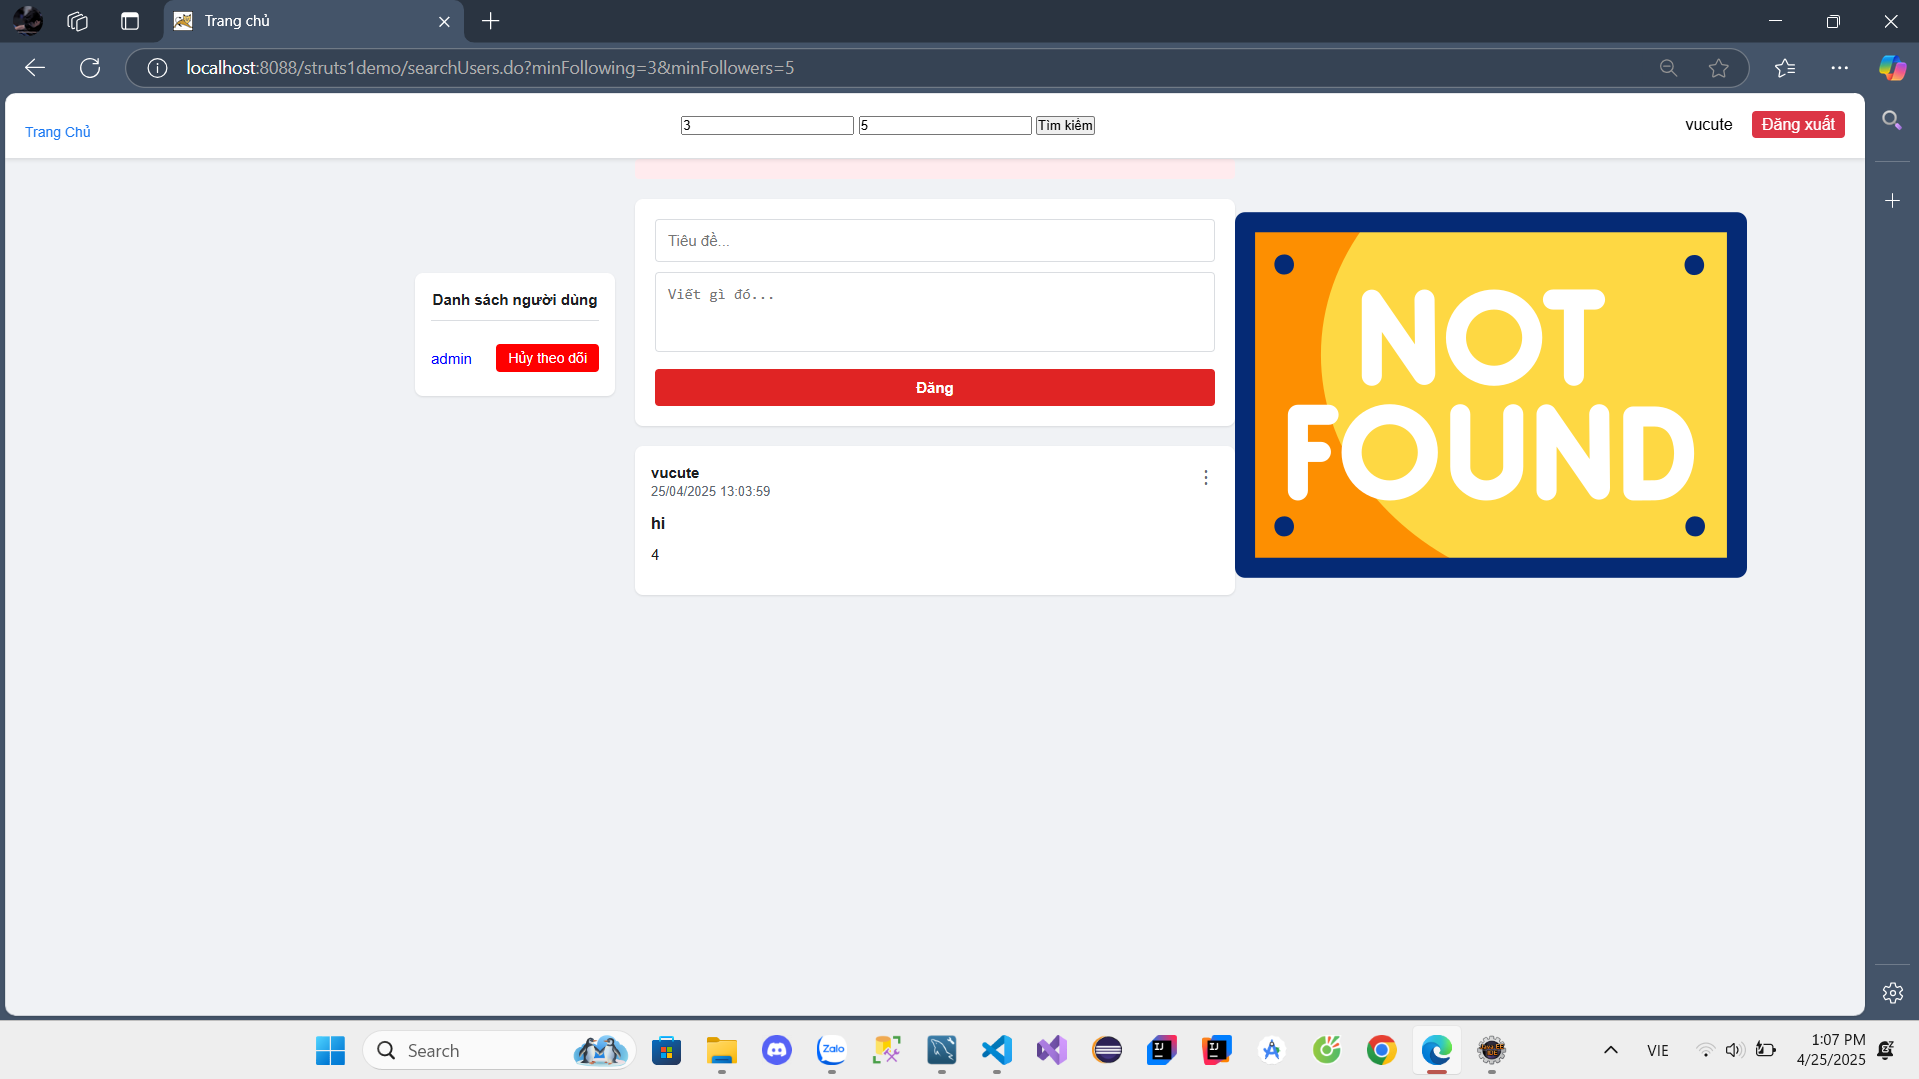 Trang chủ
localhost:8088/struts1demo/searchUsers.do?minFollowing=3&minFollowers=5
Trang Chủ
3
5
Tìm kiếm
vucute
Đăng xuất
Tiêu đề...
Viết gì đó...
Đăng
Danh sách người dùng
admin
Hủy theo dõi
vucute
25/04/2025 13:03:59
hi
4
NOT
FOUND
Search
Zalo
VIE
1:07 PM
4/25/2025